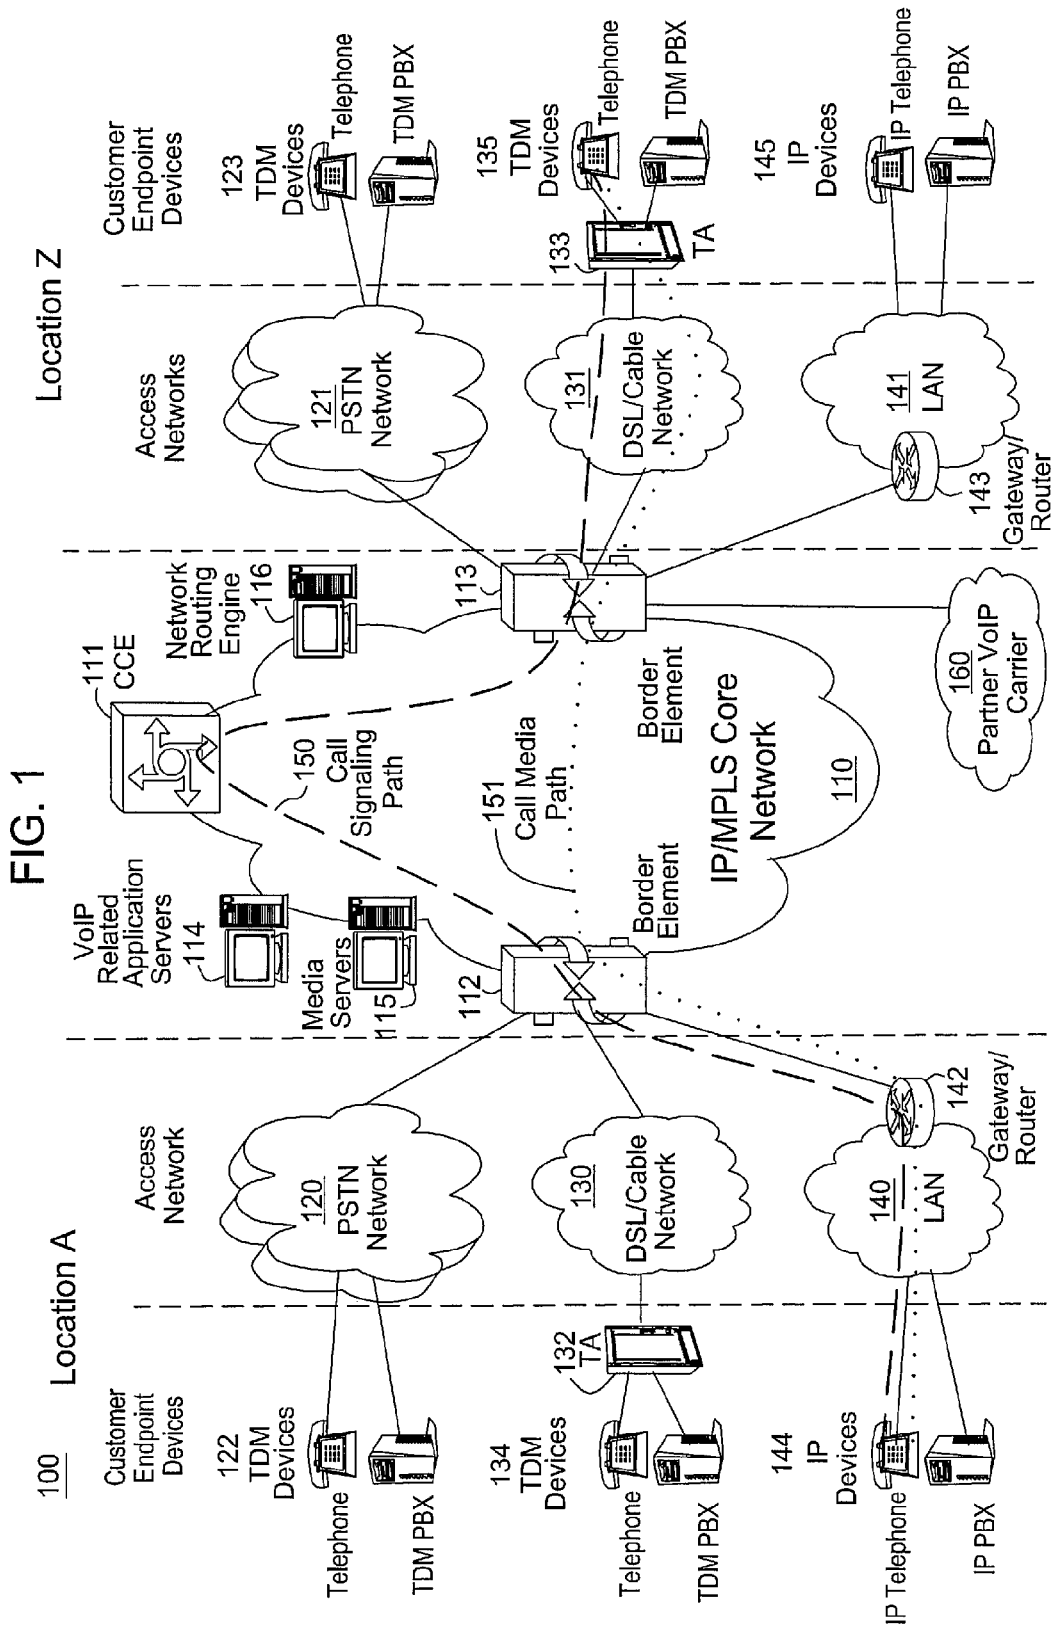 FIG. 1
100
Location A
Location Z
Customer
Endpoint
Devices
Access
Network
VoIP
Related
Application
Servers
114
111
CCE
Network
Routing
Engine
116
Access
Networks
Customer
Endpoint
Devices
122
TDM
Devices
Telephone
TDM PBX
120
PSTN
Network
Media
Servers
115
150
Call
Signaling
Path
121
PSTN
Network
123
TDM
Devices
Telephone
TDM PBX
134
TDM
Devices
Telephone
TDM PBX
132
TA
130
DSL/Cable
Network
112
Border
Element
151
Call Media
Path
113
Border
Element
131
DSL/Cable
Network
133
TA
135
TDM
Devices
Telephone
TDM PBX
IP/MPLS Core
Network
110
144
IP
Devices
IP Telephone
IP PBX
140
LAN
142
Gateway/
Router
160
Partner VoIP
Carrier
141
LAN
143
Gateway/
Router
145
IP
Devices
IP Telephone
IP PBX